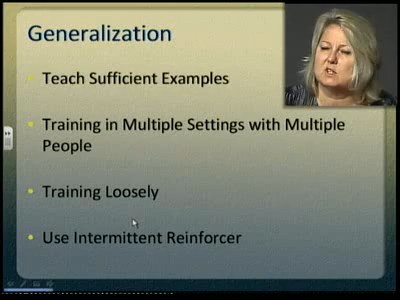 Generalization
Teach Sufficient Examples
Training in Multiple Settings with Multiple
People
Training Loosely
Use Intermittent Reinforcer